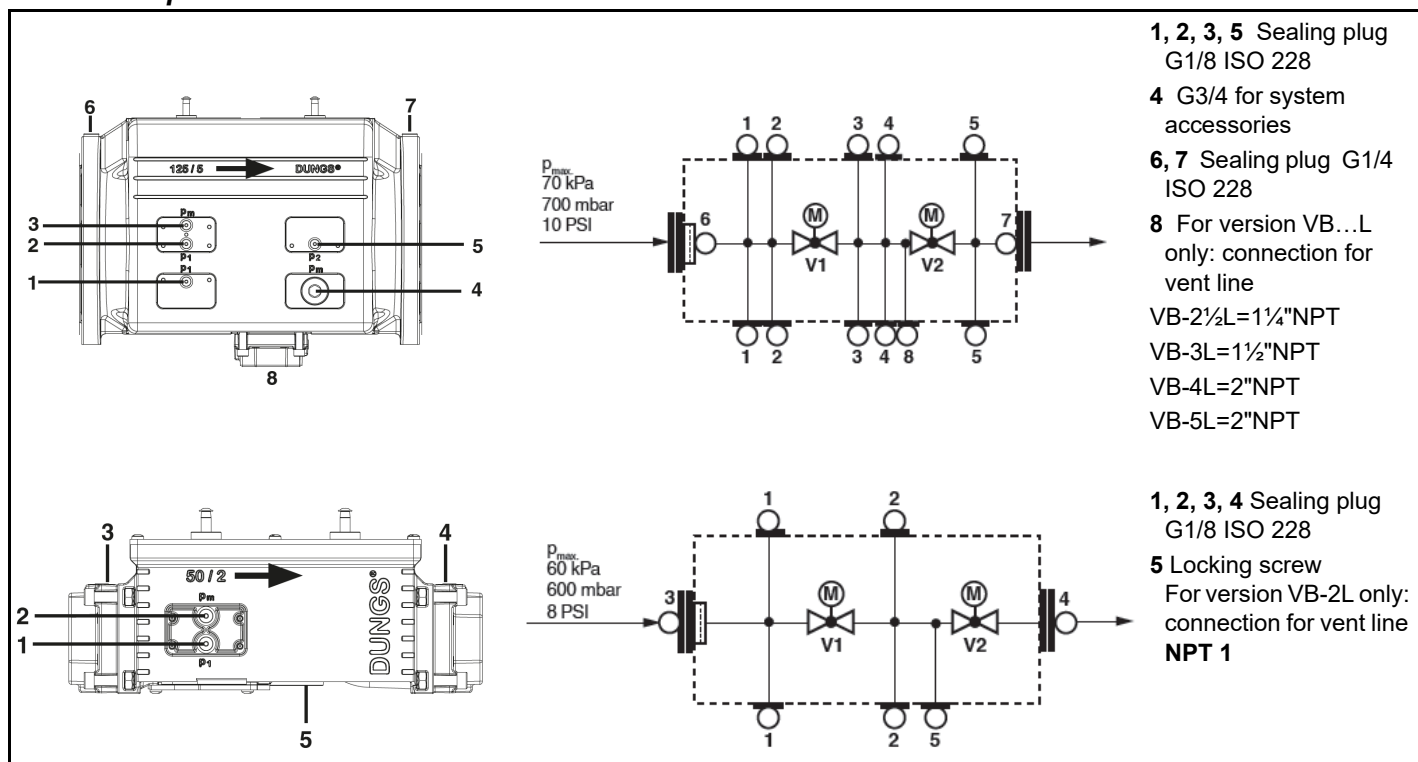 6
7
125 / 5
DUNGS®
Pm
3
2
P1
P1
1
P2
Pm
5
4
8
pmax.
70 kPa
700 mbar
10 PSI
1 2 3 4 5
6
M
V1
M
V2
7
1 2 3 4 8 5
1, 2, 3, 5 Sealing plug
G1/8 ISO 228
4 G3/4 for system
accessories
6, 7 Sealing plug G1/4
ISO 228
8 For version VB…L
only: connection for
vent line
VB-2½L=1¼"NPT
VB-3L=1½"NPT
VB-4L=2"NPT
VB-5L=2"NPT
3
4
50 / 2
DUNGS®
Pm
2
1
P1
5
pmax.
60 kPa
600 mbar
8 PSI
1 2
3
M
V1
M
V2
4
1 2 5
1, 2, 3, 4 Sealing plug
G1/8 ISO 228
5 Locking screw
For version VB-2L only:
connection for vent line
NPT 1